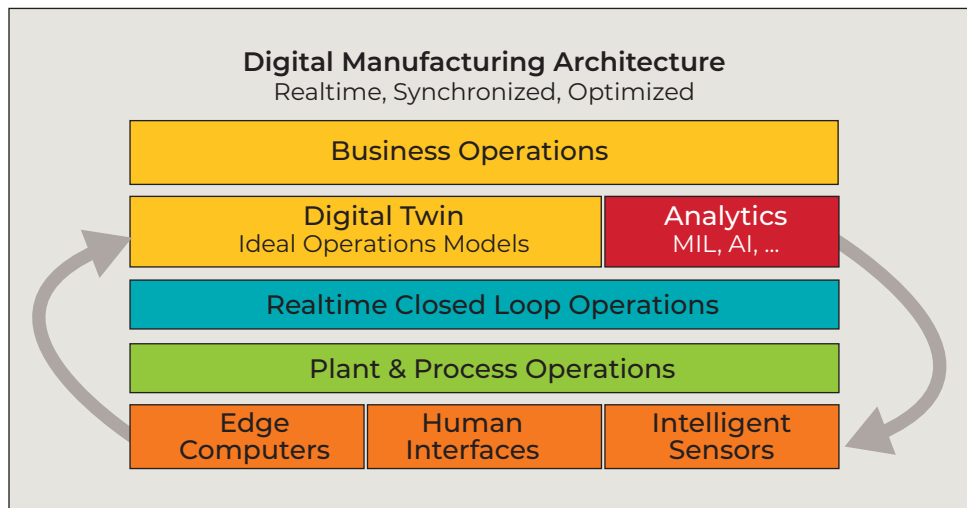 Digital Manufacturing Architecture
Realtime, Synchronized, Optimized
Business Operations
Digital Twin
Ideal Operations Models
Analytics
MIL, AI, ...
Realtime Closed Loop Operations
Plant & Process Operations
Edge
Computers
Human
Interfaces
Intelligent
Sensors